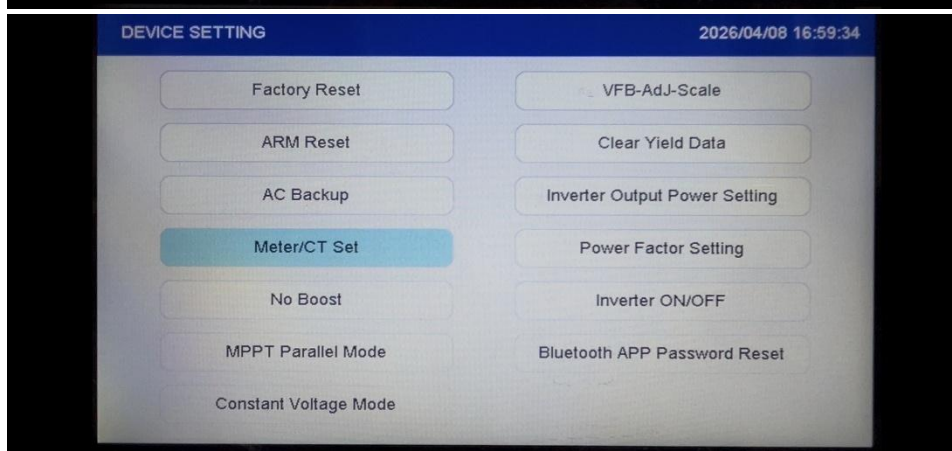 DEVICE SETTING
2026/04/08 16:59:34
Factory Reset
VFB-AdJ-Scale
ARM Reset
Clear Yield Data
AC Backup
Inverter Output Power Setting
Meter/CT Set
Power Factor Setting
No Boost
Inverter ON/OFF
MPPT Parallel Mode
Bluetooth APP Password Reset
Constant Voltage Mode